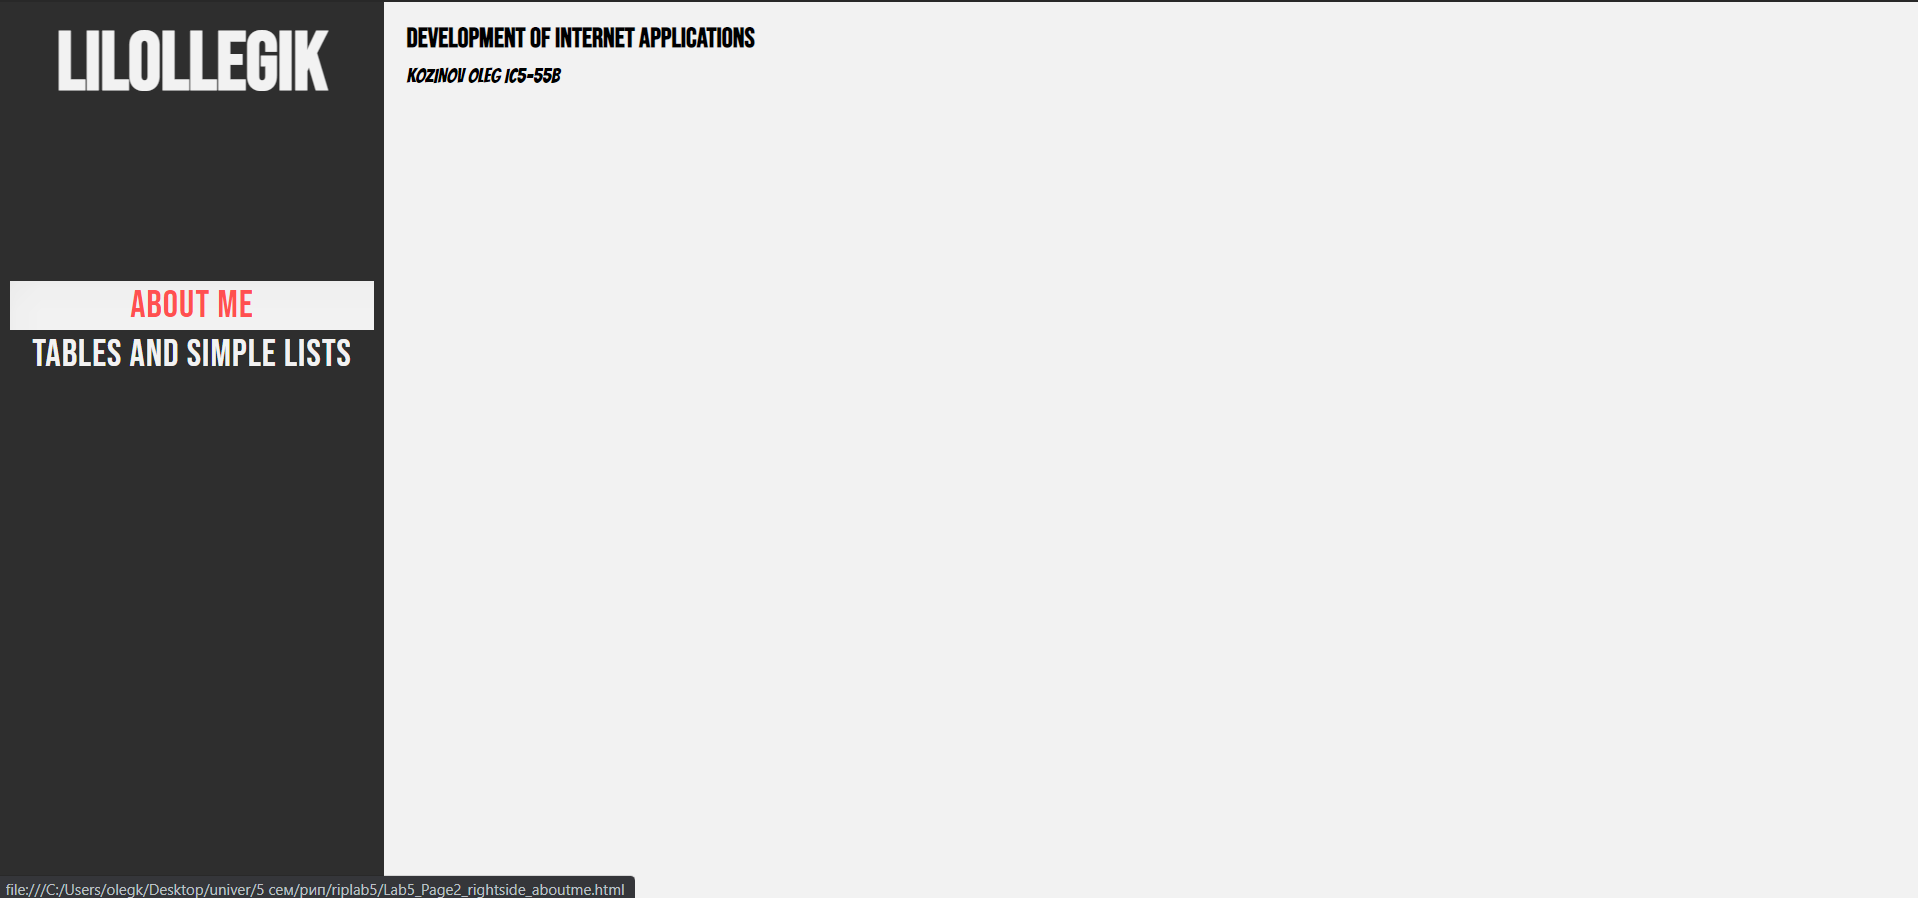 LILOLLEGIK
ABOUT ME
TABLES AND SIMPLE LISTS
DEVELOPMENT OF INTERNET APPLICATIONS
KOZINOV OLEG IC5-55B
file:///C:/Users/olegk/Desktop/univer/5 сем/рип/riplab5/Lab5_Page2_rightside_aboutme.html